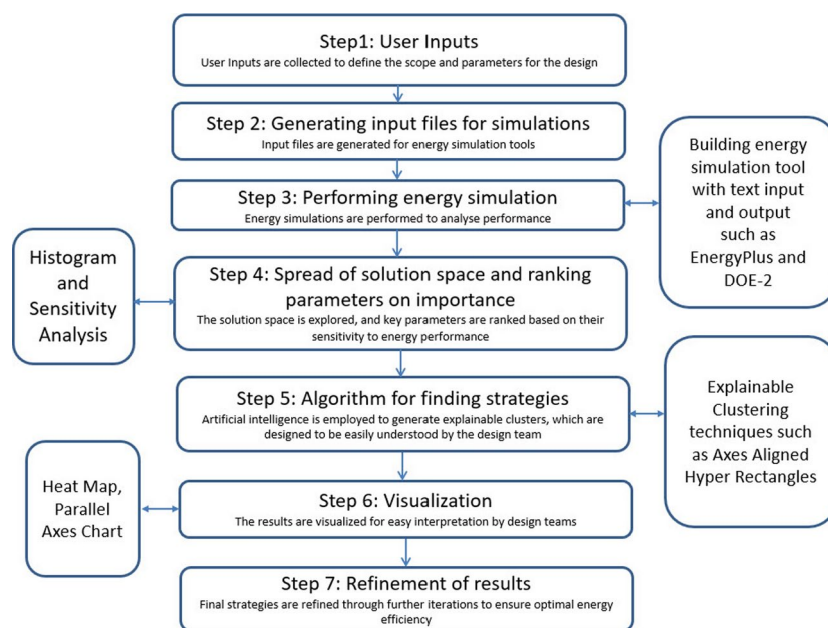 Step1: User Inputs
User Inputs are collected to define the scope and parameters for the design
Step 2: Generating input files for simulations
Input files are generated for energy simulation tools
Step 3: Performing energy simulation
Energy simulations are performed to analyse performance
Building energy
simulation tool
with text input
and output
such as
EnergyPlus and
DOE-2
Step 4: Spread of solution space and ranking
parameters on importance
The solution space is explored, and key parameters are ranked based on their
sensitivity to energy performance
Histogram
and
Sensitivity
Analysis
Step 5: Algorithm for finding strategies
Artificial intelligence is employed to generate explainable clusters, which are
designed to be easily understood by the design team
Explainable
Clustering
techniques such
as Axes Aligned
Hyper Rectangles
Step 6: Visualization
The results are visualized for easy interpretation by design teams
Heat Map,
Parallel
Axes Chart
Step 7: Refinement of results
Final strategies are refined through further iterations to ensure optimal energy
efficiency